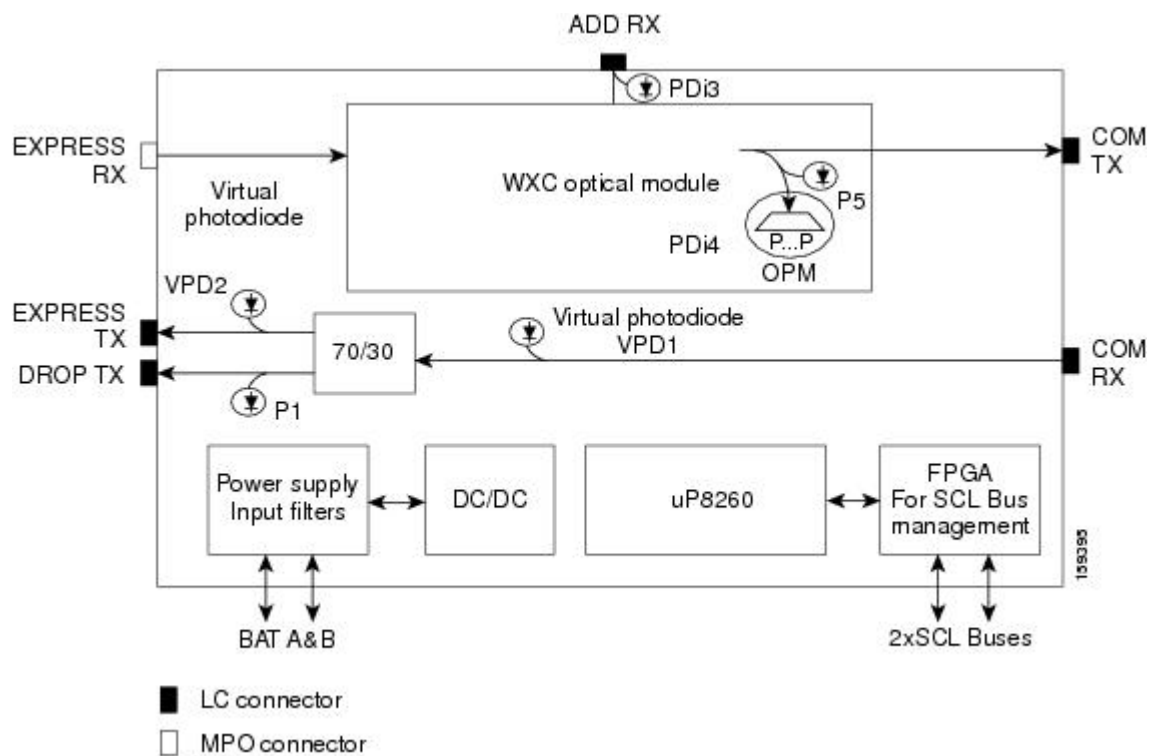 ADD RX
PDi3
EXPRESS
RX
COM
TX
WXC optical module
P5
Virtual
photodiode
PDi4
P...P
OPM
VPD2
EXPRESS
TX
Virtual photodiode
VPD1
70/30
COM
RX
DROP TX
P1
Power supply
Input filters
DC/DC
uP8260
FPGA
For SCL Bus
management
159395
BAT A&B
2xSCL Buses
LC connector
MPO connector